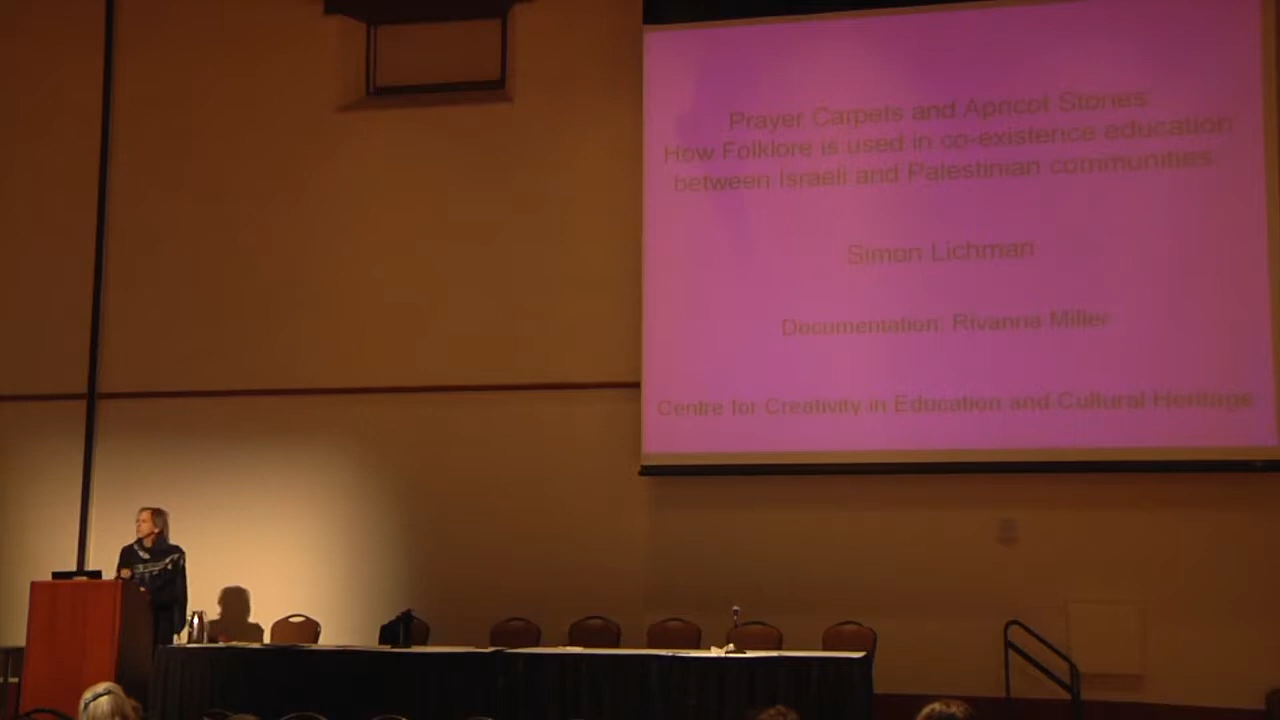 Prayer Carpets and Apricot Stones
How Folklore is used in co-existence education
between Israeli and Palestinian communities
Simon Lichman
Documentation: Rivanna Miller
Centre for Creativity in Education and Cultural Heritage